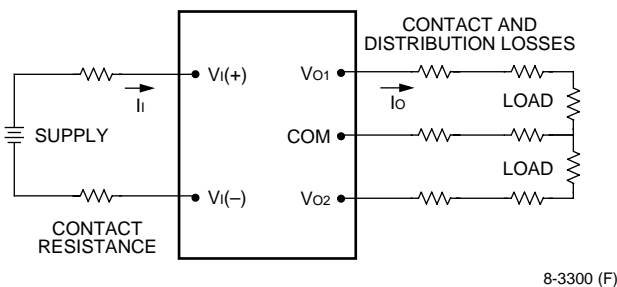 CONTACT AND
DISTRIBUTION LOSSES
VI(+)
VO1
II
IO
LOAD
SUPPLY
COM
LOAD
VI(–)
VO2
CONTACT
RESISTANCE
8-3300 (F)